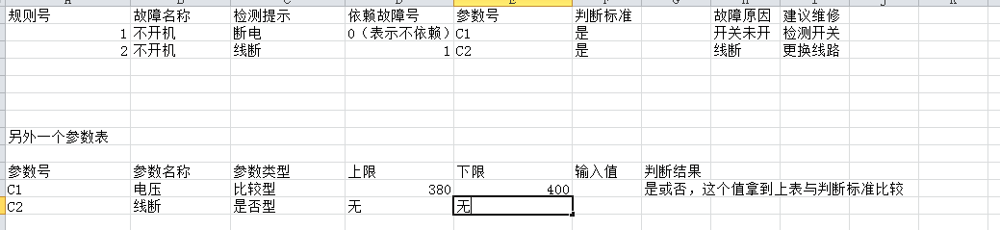 规则号 故障名称 检测提示 依赖故障号 参数号 判断标准 故障原因 建议维修
1 不开机 断电 0（表示不依赖） C1 是 开关未开 检测开关
2 不开机 线断 1 C2 是 线断 更换线路
另外一个参数表
参数号 参数名称 参数类型 上限 下限 输入值 判断结果
C1 电压 比较型 380 400 是或否，这个值拿到上表与判断标准比较
C2 线断 是否型 无 无